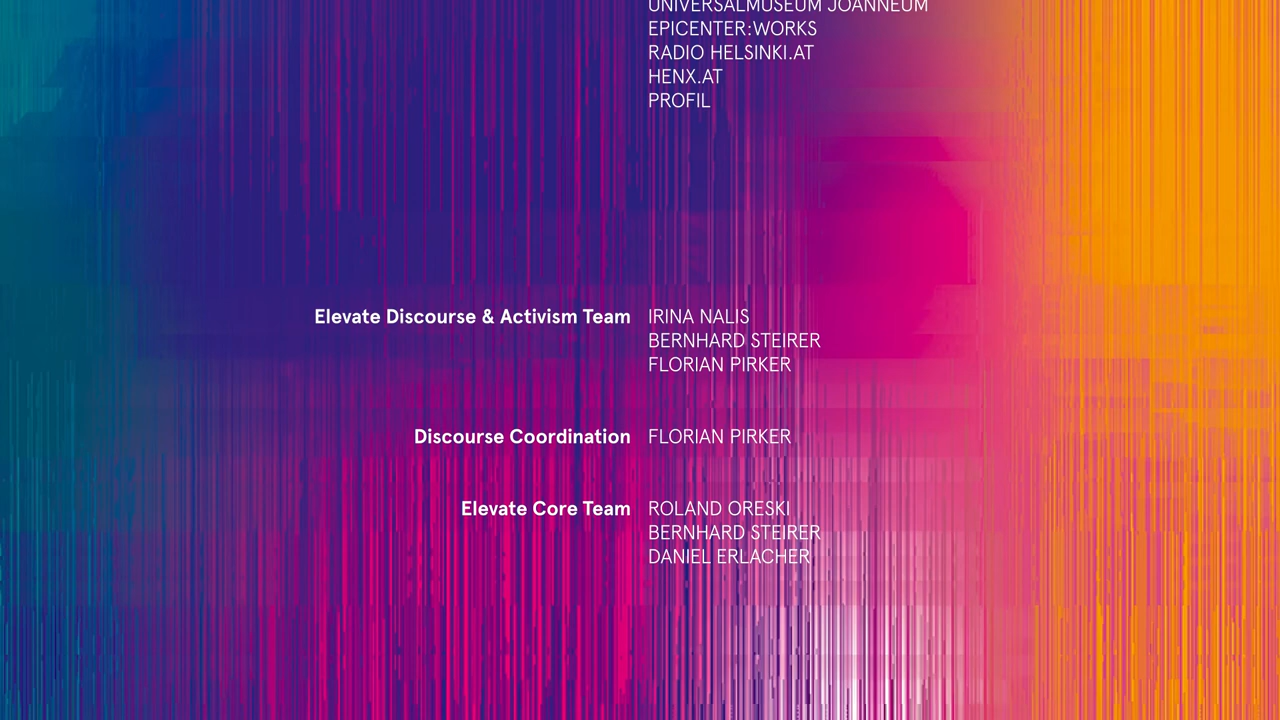 UNIVERSALMUSEUM JOANNEUM
EPICENTER:WORKS
RADIO HELSINKI.AT
HENX.AT
PROFIL
Elevate Discourse & Activism Team IRINA NALIS
BERNHARD STEIRER
FLORIAN PIRKER
Discourse Coordination FLORIAN PIRKER
Elevate Core Team ROLAND ORESKI
BERNHARD STEIRER
DANIEL ERLACHER